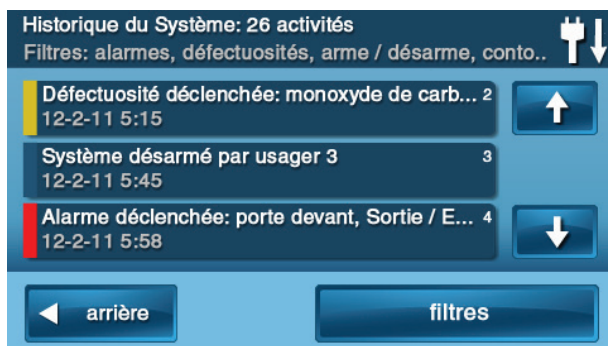 Historique du Système: 26 activités
Filtres: alarmes, défectuosités, arme / désarme, conto..
Défectuosité déclenchée: monoxyde de carb... 2
12-2-11 5:15
Système désarmé par usager 3 3
12-2-11 5:45
Alarme déclenchée: porte devant, Sortie / E... 4
12-2-11 5:58
arrière
filtres